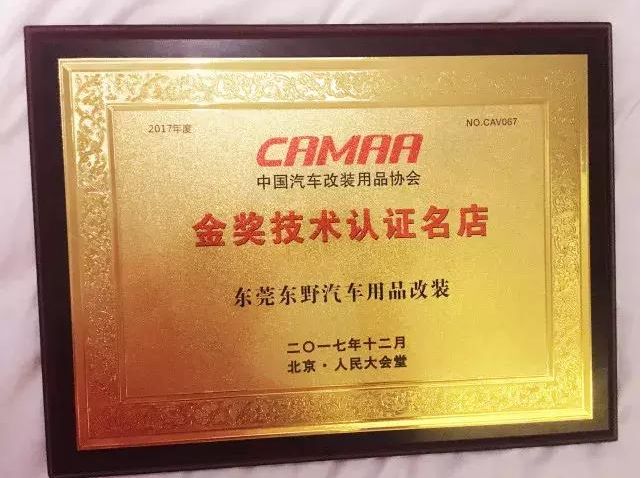 2017年度
NO.CAV067
CAMAA
中国汽车改装用品协会
金奖技术认证名店
东莞东野汽车用品改装
二〇一七年十二月
北京·人民大会堂